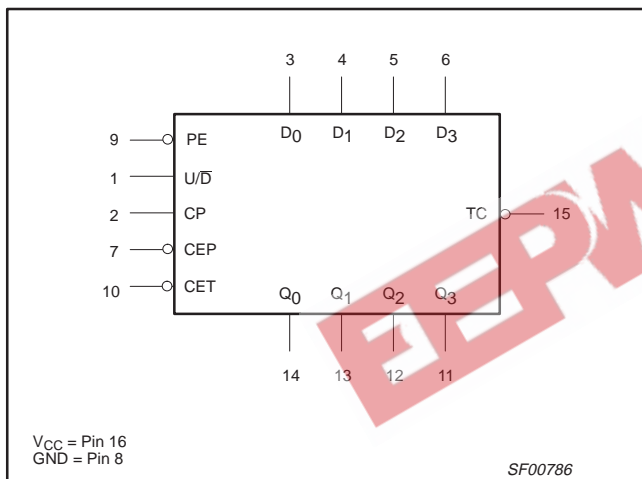 3 4 5 6
D0 D1 D2 D3
9 PE
1 U/D̅
2 CP
TC 15
7 CEP
10 CET
Q0 Q1 Q2 Q3
14 13 12 11
EEPW
VCC = Pin 16
GND = Pin 8
SF00786